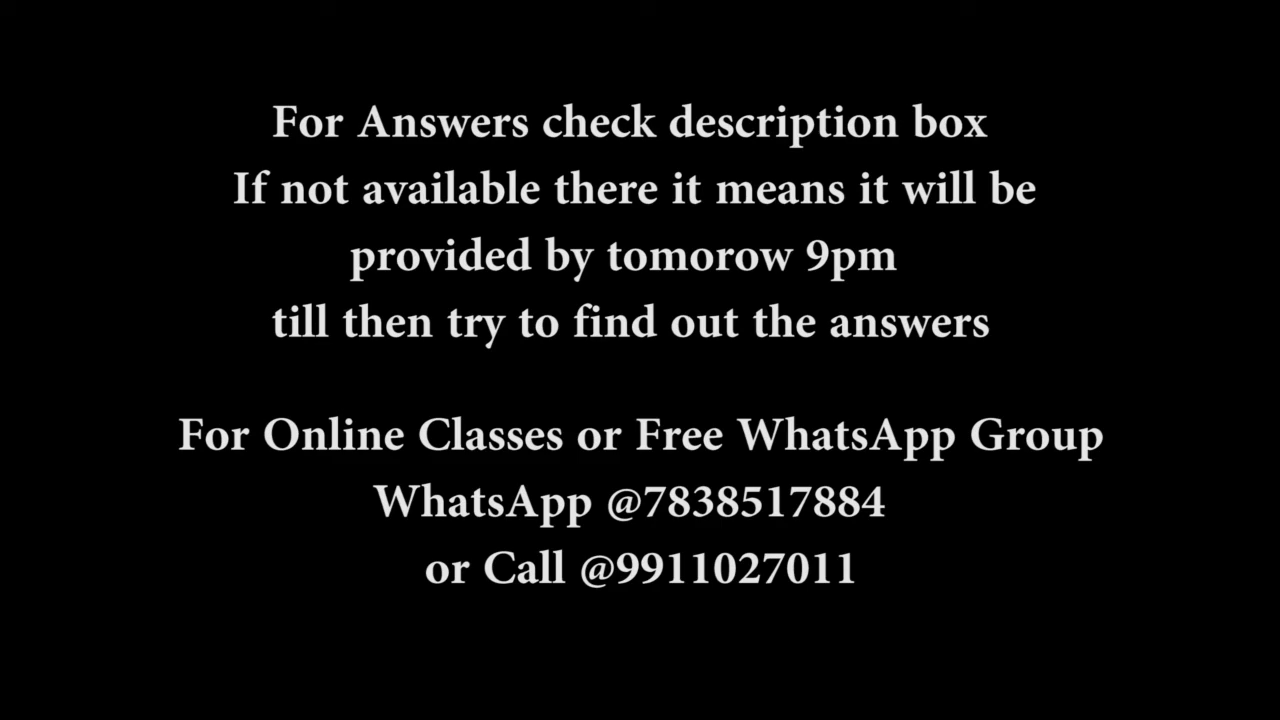 For Answers check description box
If not available there it means it will be
provided by tomorow 9pm
till then try to find out the answers
For Online Classes or Free WhatsApp Group
WhatsApp @7838517884
or Call @9911027011